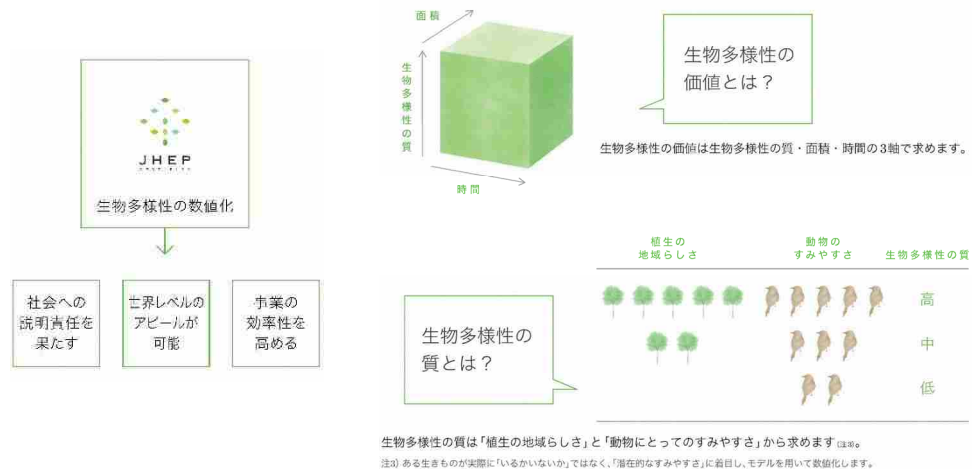 JHEP
生物多様性の数値化
社会への
説明責任を
果たす
世界レベルの
アピールが
可能
事業の
効率性を
高める
面積
生物多様性の質
時間
生物多様性の
価値とは？
生物多様性の価値は生物多様性の質・面積・時間の3軸で求めます。
植生の
地域らしさ
動物の
すみやすさ
生物多様性の質
高
中
低
生物多様性の
質とは？
生物多様性の質は「植生の地域らしさ」と「動物にとってのすみやすさ」から求めます(注3)。
注3) ある生きものが実際に「いるかいないか」ではなく、「潜在的なすみやすさ」に着目し、モデルを用いて数値化します。